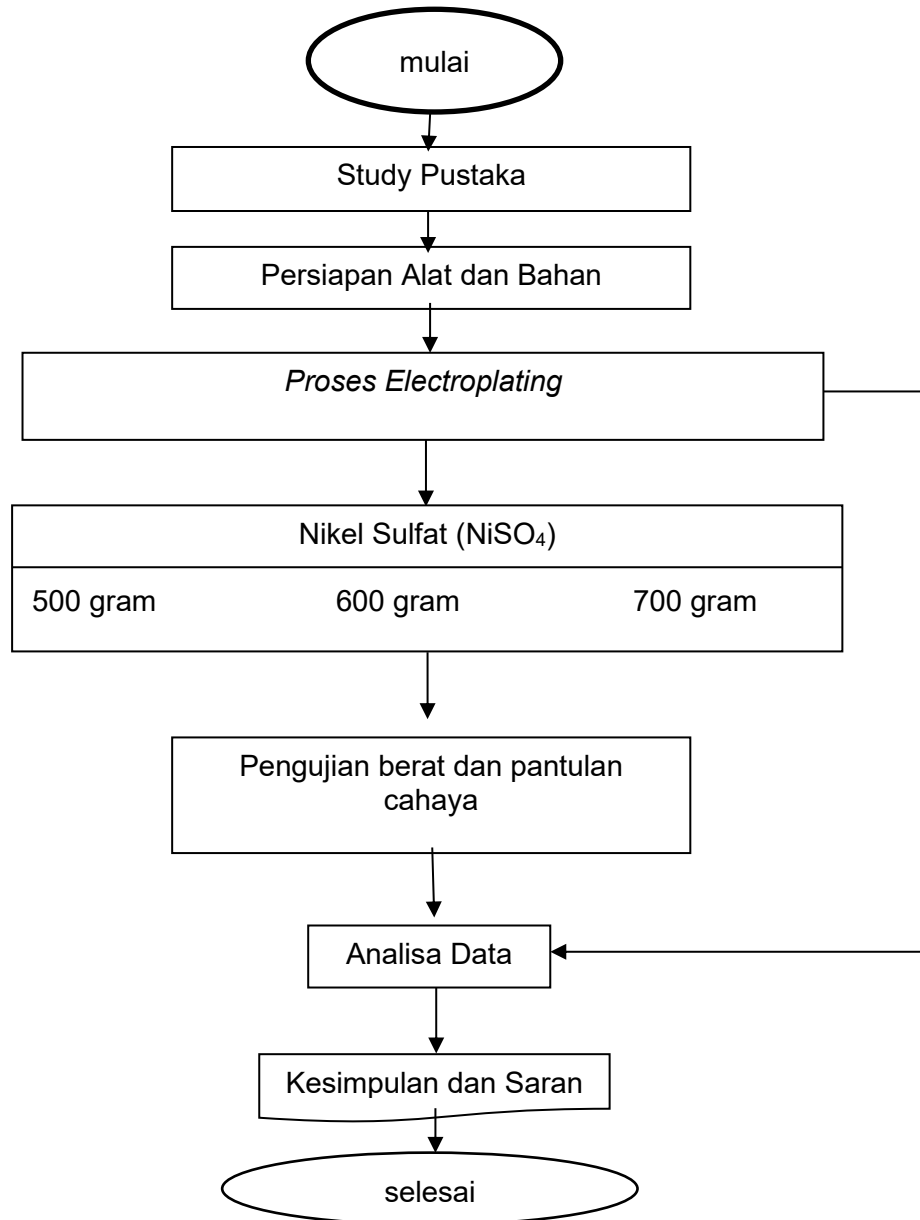 mulai
Study Pustaka
Persiapan Alat dan Bahan
Proses Electroplating
Nikel Sulfat (NiSO₄)
500 gram 600 gram 700 gram
Pengujian berat dan pantulan
cahaya
Analisa Data
Kesimpulan dan Saran
selesai